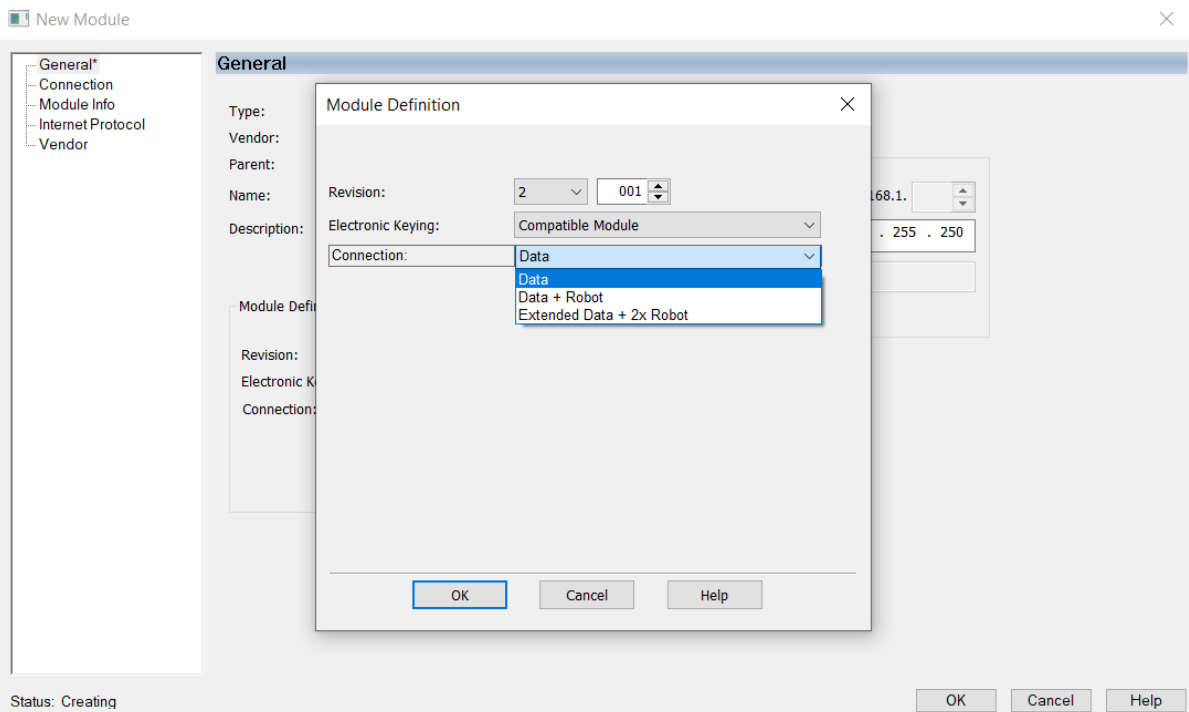 New Module
General*
Connection
Module Info
Internet Protocol
Vendor
General
Type:
Vendor:
Parent:
Name:
Description:
168.1.
. 255 . 250
Module Defin
Revision:
Electronic K
Connection:
Module Definition
Revision: 2 001
Electronic Keying: Compatible Module
Connection: Data
Data
Data + Robot
Extended Data + 2x Robot
OK Cancel Help
Status: Creating
OK Cancel Help